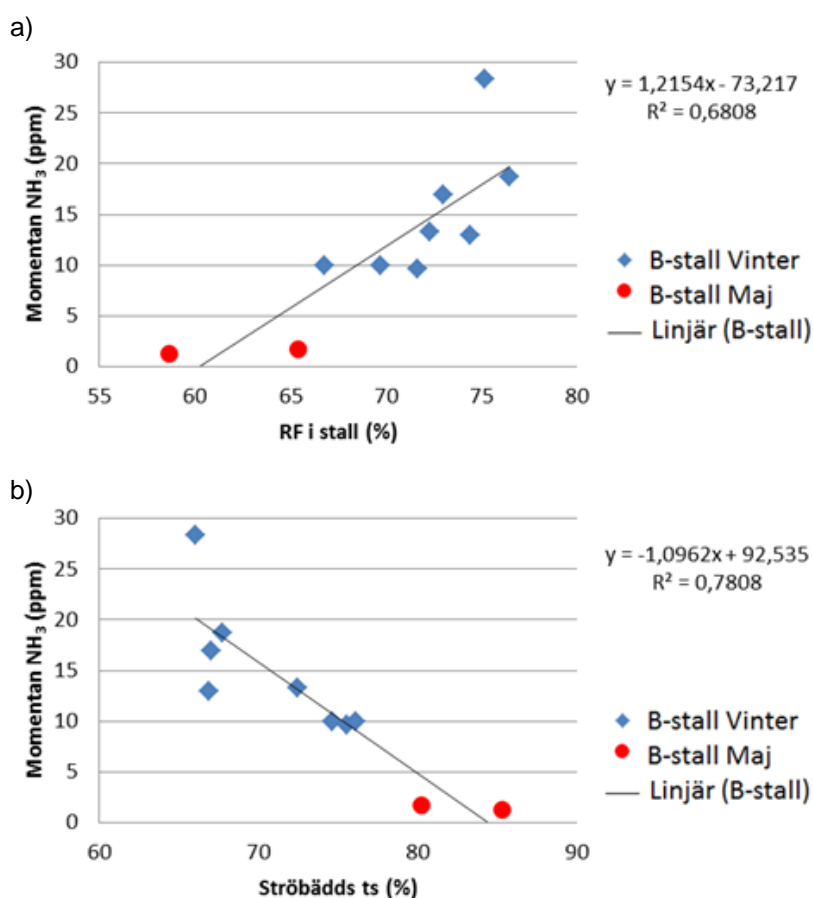 a)
30
25
20
15
10
5
0
Momentan NH₃ (ppm)
55 60 65 70 75 80
RF i stall (%)
y = 1,2154x - 73,217
R² = 0,6808
B-stall Vinter
B-stall Maj
Linjär (B-stall)
b)
30
25
20
15
10
5
0
Momentan NH₃ (ppm)
60 70 80 90
Ströbädds ts (%)
y = -1,0962x + 92,535
R² = 0,7808
B-stall Vinter
B-stall Maj
Linjär (B-stall)